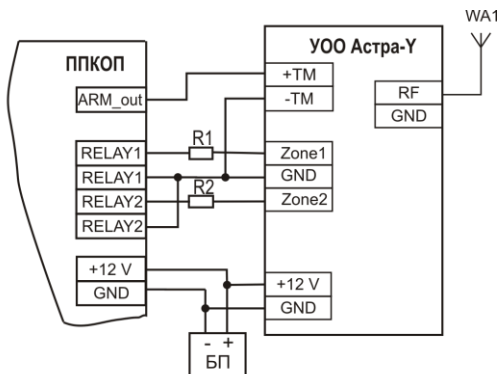 WA1
ППКОП
УОО Астра-Y
ARM_out
+TM
-TM
RF
GND
RELAY1
R1
Zone1
RELAY1
GND
RELAY2
R2
Zone2
RELAY2
+12 V
GND
+12 V
GND
- +
БП